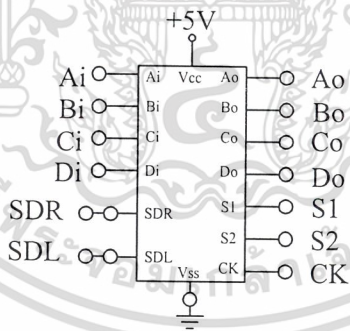 +5V
Ai Ai Vcc Ao Ao
Bi Bi Bo Bo
Ci Ci Co Co
Di Di Do Do
SDR SDR S1 S1
SDL SDL S2 S2
Vss CK CK